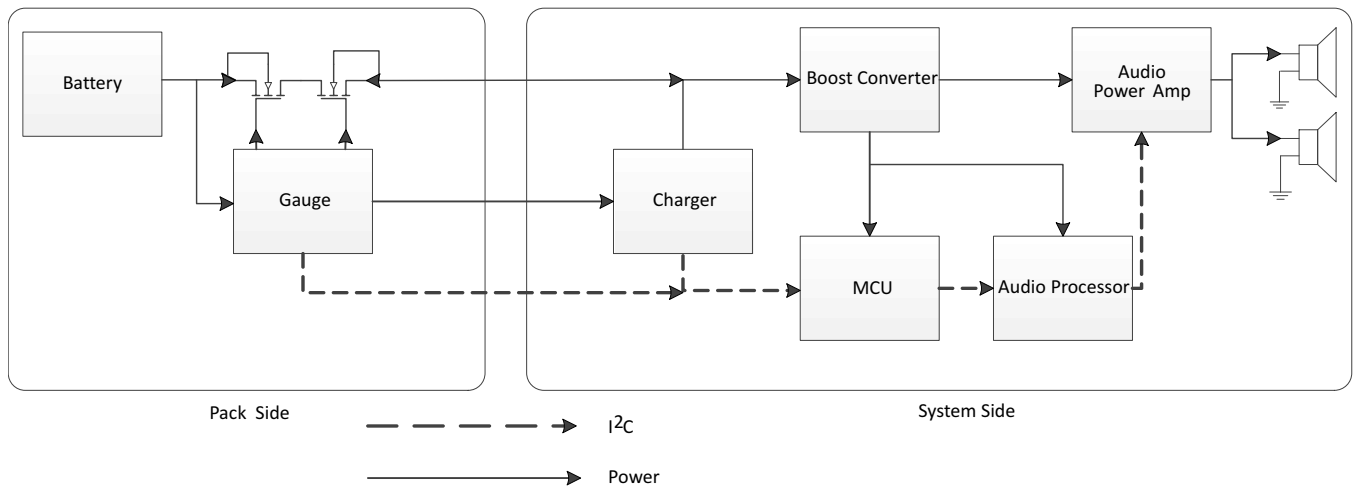 Battery
Gauge
Charger
Boost Converter
Audio
Power Amp
MCU
Audio Processor
Pack Side
System Side
I²C
Power